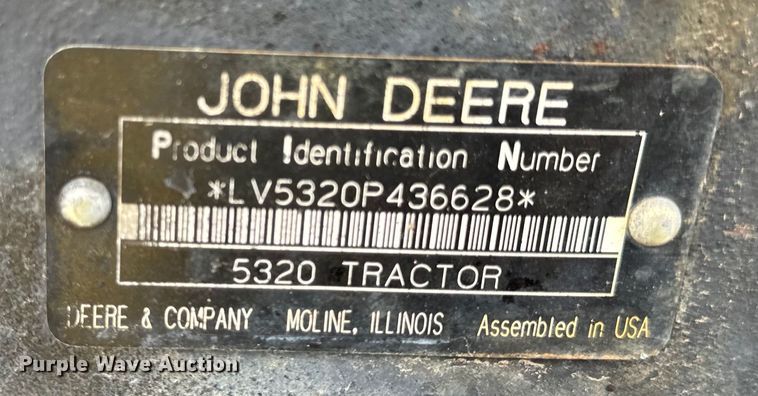 JOHN DEERE
Product Identification Number
*LV5320P436628*
5320 TRACTOR
DEERE & COMPANY MOLINE, ILLINOIS Assembled in USA
Purple Wave Auction